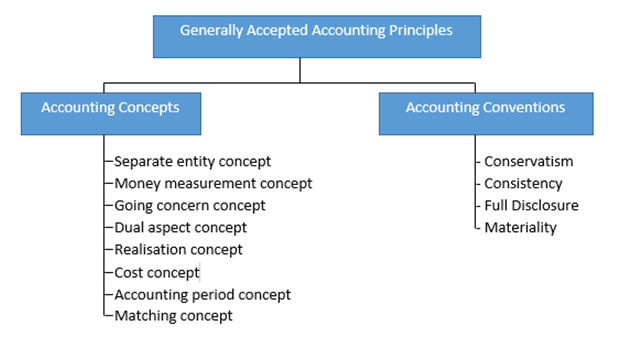 Generally Accepted Accounting Principles
Accounting Concepts
Accounting Conventions
Separate entity concept
Money measurement concept
Going concern concept
Dual aspect concept
Realisation concept
Cost concept
Accounting period concept
Matching concept
- Conservatism
- Consistency
- Full Disclosure
- Materiality